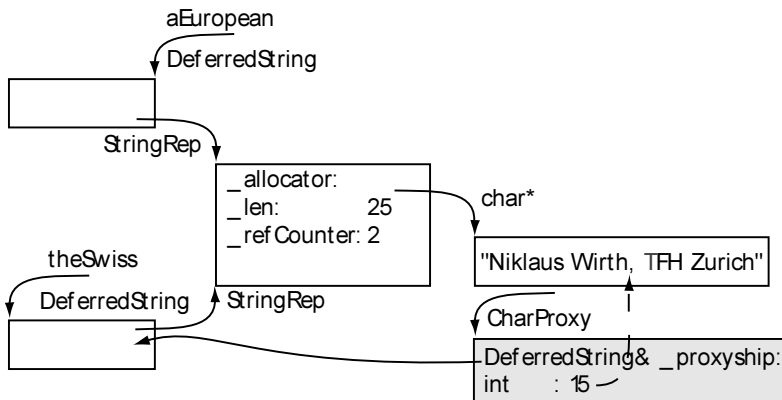 aEuropean
DeferredString
StringRep
_allocator:
_len: 25
_refCounter: 2
char*
"Niklaus Wirth, TFH Zurich"
theSwiss
DeferredString
StringRep
CharProxy
DeferredString& _proxyship:
int : 15